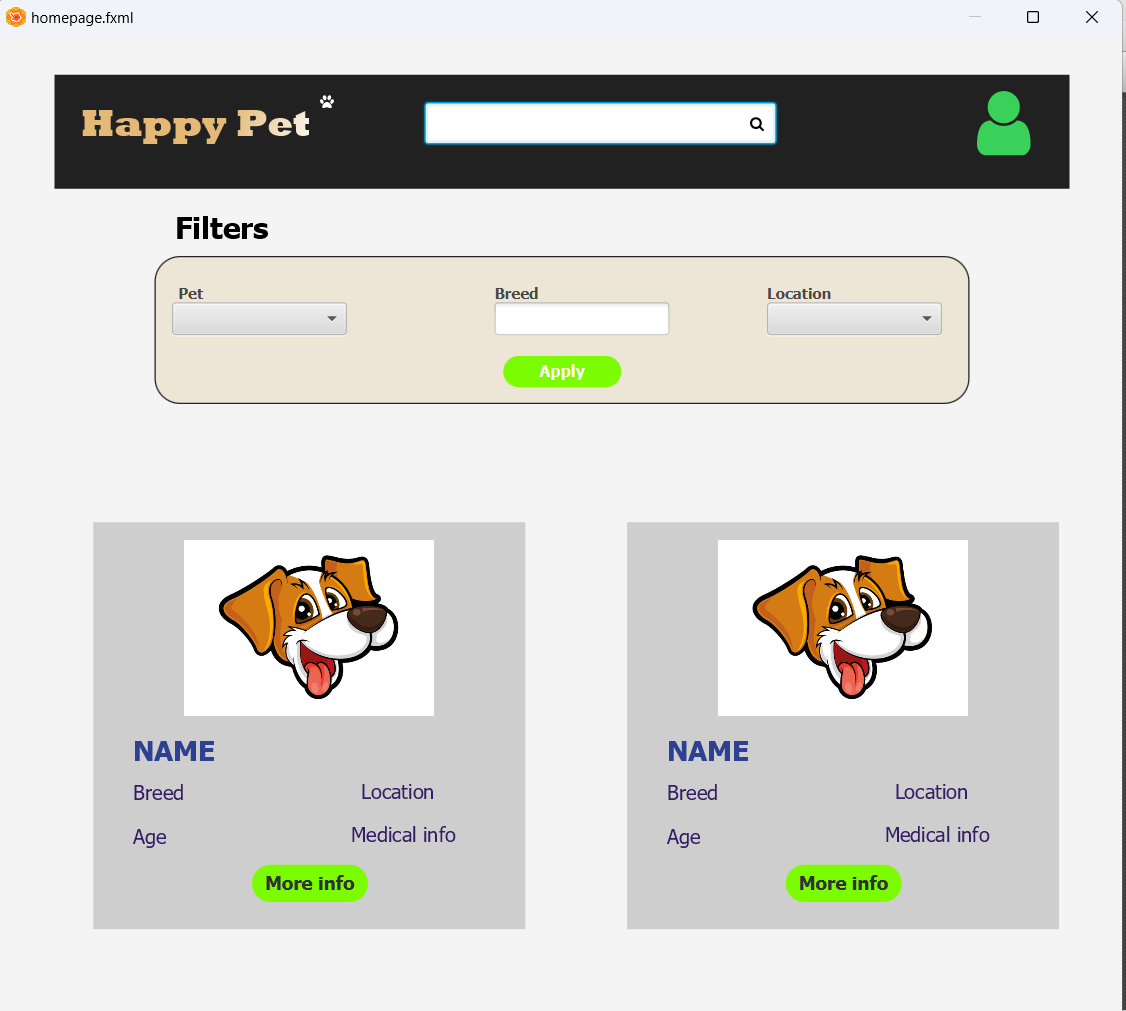 homepage.fxml
Happy Pet
Filters
Pet
Breed
Location
Apply
NAME
Breed
Location
Age
Medical info
More info
NAME
Breed
Location
Age
Medical info
More info